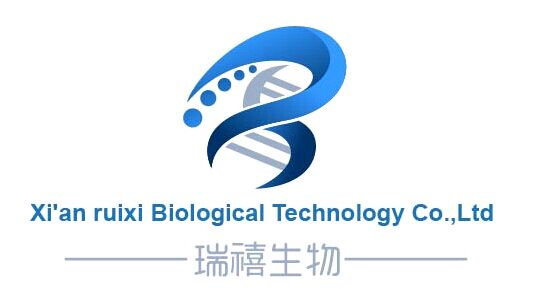 Xi'an ruixi Biological Technology Co.,Ltd
瑞禧生物